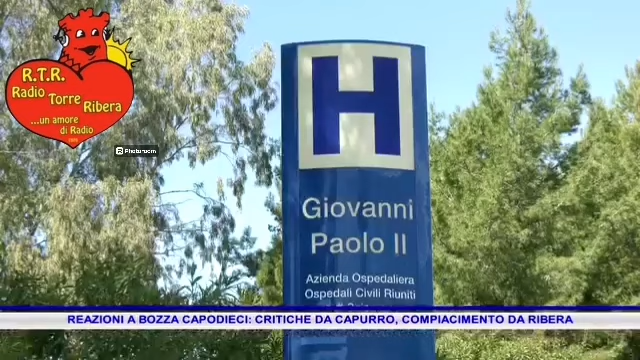 R.T.R.
Radio
Torre
Ribera
...un amore
di Radio
Photoroom
H
Giovanni
Paolo II
Azienda Ospedaliera
Ospedali Civili Riuniti
REAZIONI A BOZZA CAPODIECI: CRITICHE DA CAPURRO, COMPIACIMENTO DA RIBERA